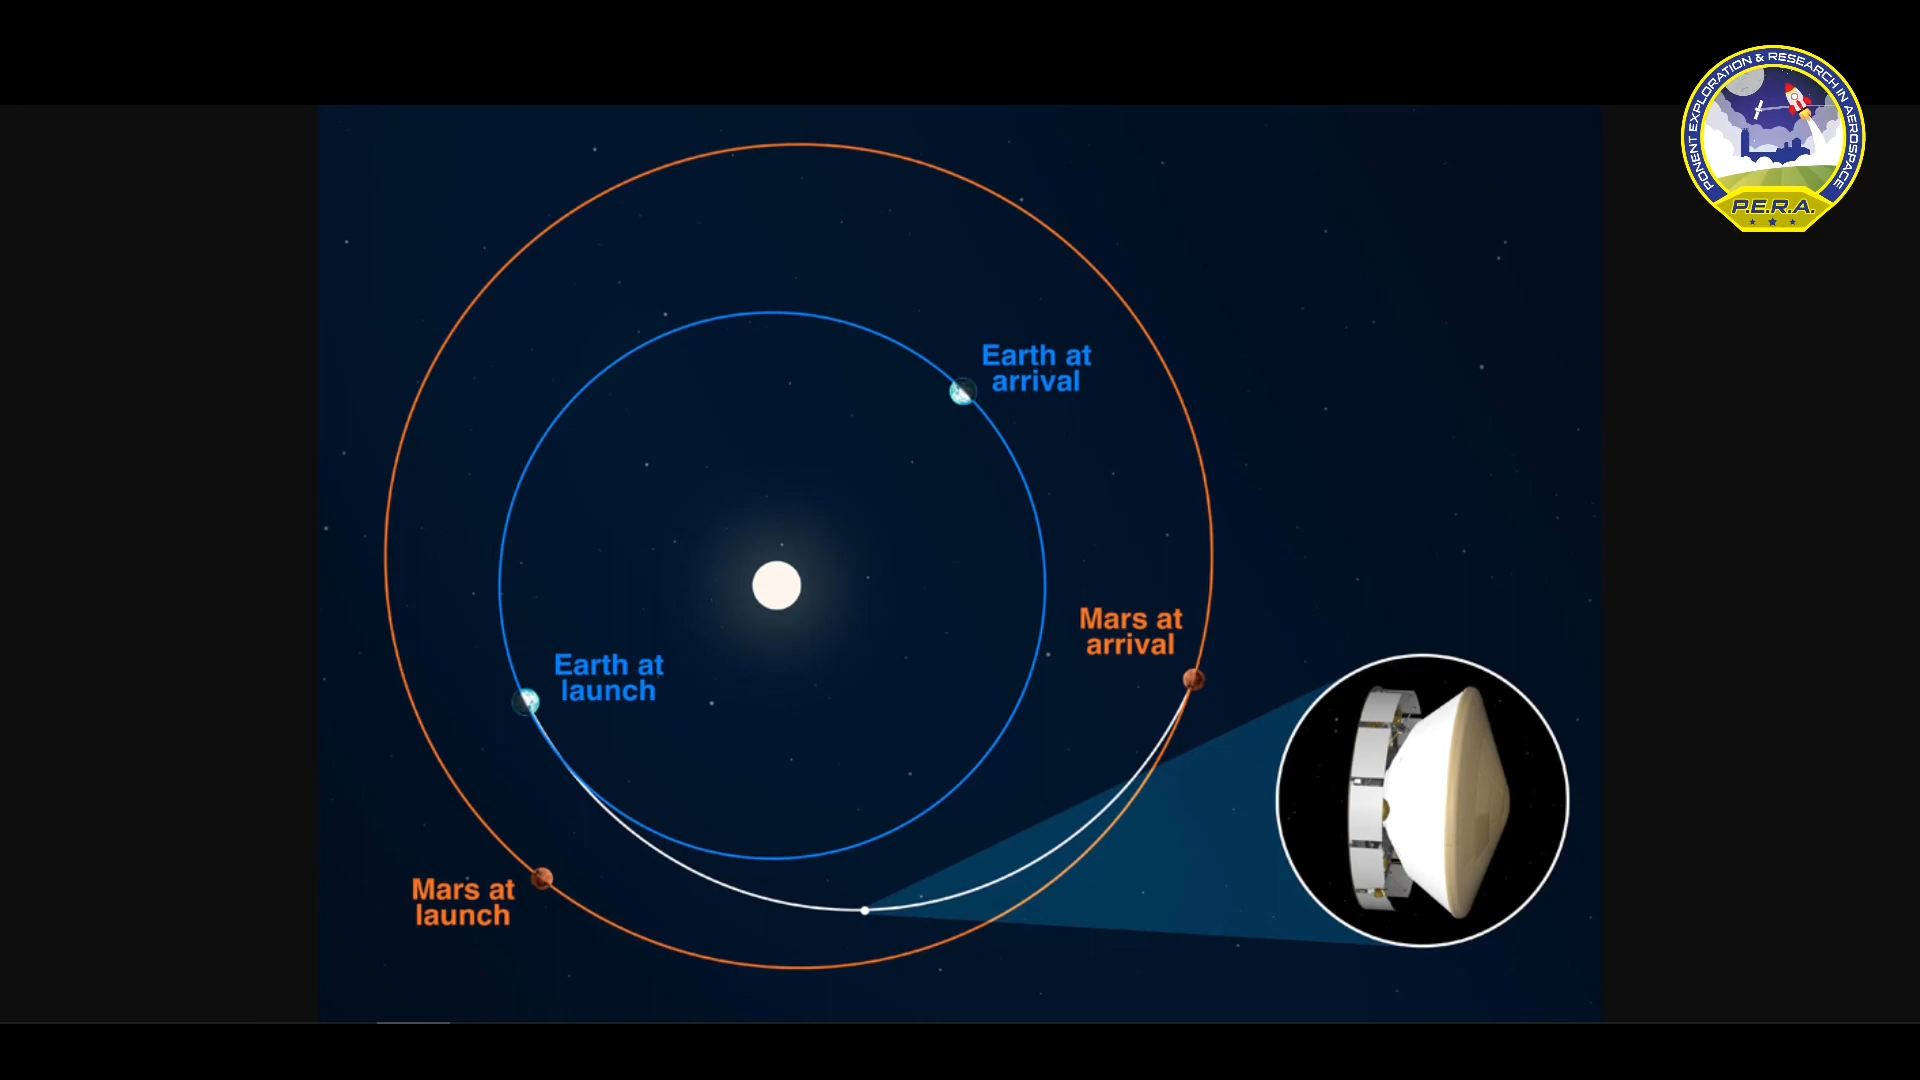 PONENT EXPLORATION & RESEARCH IN AEROSPACE
P.E.R.A.
Earth at
arrival
Mars at
arrival
Earth at
launch
Mars at
launch